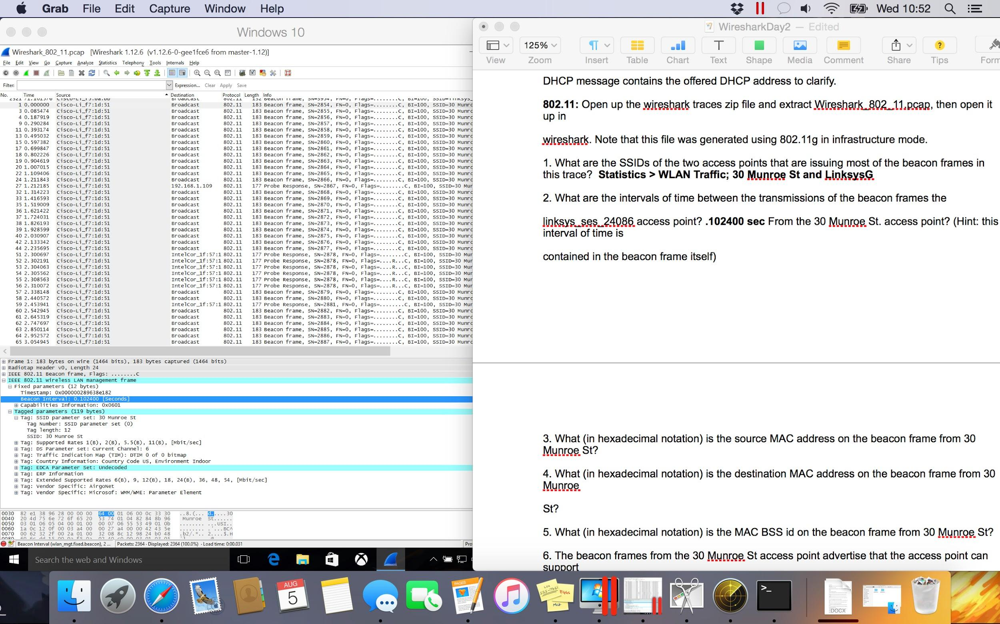 Grab File Edit Capture Window Help Wed 10:52
Windows 10
Wireshark_802_11.pcap [Wireshark 1.12.6 (v1.12.6-0-gee1fce6 from master-1.12)]
File Edit View Go Capture Analyze Statistics Telephony Tools Internals Help
Filter: Expression... Clear Apply Save
No. Time Source Destination Protocol Length Info
1 0.000000 Cisco-Li_f7:1d:51 Broadcast 802.11 183 Beacon frame, SN=2854, FN=0, Flags=........C, BI=100, SSID=30 Munro
3 0.085474 Cisco-Li_f7:1d:51 Broadcast 802.11 183 Beacon frame, SN=2855, FN=0, Flags=........C, BI=100, SSID=30 Munro
4 0.187919 Cisco-Li_f7:1d:51 Broadcast 802.11 183 Beacon frame, SN=2856, FN=0, Flags=........C, BI=100, SSID=30 Munro
9 0.290284 Cisco-Li_f7:1d:51 Broadcast 802.11 183 Beacon frame, SN=2857, FN=0, Flags=........C, BI=100, SSID=30 Munro
11 0.393174 Cisco-Li_f7:1d:51 Broadcast 802.11 183 Beacon frame, SN=2858, FN=0, Flags=........C, BI=100, SSID=30 Munro
13 0.495032 Cisco-Li_f7:1d:51 Broadcast 802.11 183 Beacon frame, SN=2859, FN=0, Flags=........C, BI=100, SSID=30 Munro
15 0.597382 Cisco-Li_f7:1d:51 Broadcast 802.11 183 Beacon frame, SN=2860, FN=0, Flags=........C, BI=100, SSID=30 Munro
17 0.699847 Cisco-Li_f7:1d:51 Broadcast 802.11 183 Beacon frame, SN=2861, FN=0, Flags=........C, BI=100, SSID=30 Munro
18 0.802226 Cisco-Li_f7:1d:51 Broadcast 802.11 183 Beacon frame, SN=2862, FN=0, Flags=........C, BI=100, SSID=30 Munro
19 0.904619 Cisco-Li_f7:1d:51 Broadcast 802.11 183 Beacon frame, SN=2863, FN=0, Flags=........C, BI=100, SSID=30 Munro
20 1.007015 Cisco-Li_f7:1d:51 Broadcast 802.11 183 Beacon frame, SN=2864, FN=0, Flags=........C, BI=100, SSID=30 Munro
22 1.109406 Cisco-Li_f7:1d:51 Broadcast 802.11 183 Beacon frame, SN=2865, FN=0, Flags=........C, BI=100, SSID=30 Munro
24 1.211843 Cisco-Li_f7:1d:51 Broadcast 802.11 183 Beacon frame, SN=2866, FN=0, Flags=........C, BI=100, SSID=30 Munro
27 1.212185 Cisco-Li_f7:1d:51 192.168.1.109 802.11 177 Probe Response, SN=2867, FN=0, Flags=........C, BI=100, SSID=30 Mur
32 1.314223 Cisco-Li_f7:1d:51 Broadcast 802.11 183 Beacon frame, SN=2868, FN=0, Flags=........C, BI=100, SSID=30 Munro
33 1.416593 Cisco-Li_f7:1d:51 Broadcast 802.11 183 Beacon frame, SN=2869, FN=0, Flags=........C, BI=100, SSID=30 Munro
35 1.519009 Cisco-Li_f7:1d:51 Broadcast 802.11 183 Beacon frame, SN=2870, FN=0, Flags=........C, BI=100, SSID=30 Munro
36 1.621422 Cisco-Li_f7:1d:51 Broadcast 802.11 183 Beacon frame, SN=2871, FN=0, Flags=........C, BI=100, SSID=30 Munro
37 1.724031 Cisco-Li_f7:1d:51 Broadcast 802.11 183 Beacon frame, SN=2872, FN=0, Flags=........C, BI=100, SSID=30 Munro
38 1.826193 Cisco-Li_f7:1d:51 Broadcast 802.11 183 Beacon frame, SN=2873, FN=0, Flags=........C, BI=100, SSID=30 Munro
39 1.928599 Cisco-Li_f7:1d:51 Broadcast 802.11 183 Beacon frame, SN=2874, FN=0, Flags=........C, BI=100, SSID=30 Munro
40 2.030907 Cisco-Li_f7:1d:51 Broadcast 802.11 183 Beacon frame, SN=2875, FN=0, Flags=........C, BI=100, SSID=30 Munro
42 2.133342 Cisco-Li_f7:1d:51 Broadcast 802.11 183 Beacon frame, SN=2876, FN=0, Flags=........C, BI=100, SSID=30 Munro
44 2.235695 Cisco-Li_f7:1d:51 Broadcast 802.11 183 Beacon frame, SN=2877, FN=0, Flags=........C, BI=100, SSID=30 Munro
51 2.300697 Cisco-Li_f7:1d:51 IntelCor_1f:57:1 802.11 177 Probe Response, SN=2878, FN=0, Flags=........C, BI=100, SSID=30 Mur
52 2.302191 Cisco-Li_f7:1d:51 IntelCor_1f:57:1 802.11 177 Probe Response, SN=2878, FN=0, Flags=....R...C, BI=100, SSID=30 Mur
53 2.304063 Cisco-Li_f7:1d:51 IntelCor_1f:57:1 802.11 177 Probe Response, SN=2878, FN=0, Flags=....R...C, BI=100, SSID=30 Mur
54 2.305562 Cisco-Li_f7:1d:51 IntelCor_1f:57:1 802.11 177 Probe Response, SN=2878, FN=0, Flags=....R...C, BI=100, SSID=30 Mur
55 2.308563 Cisco-Li_f7:1d:51 IntelCor_1f:57:1 802.11 177 Probe Response, SN=2878, FN=0, Flags=....R...C, BI=100, SSID=30 Mur
56 2.310072 Cisco-Li_f7:1d:51 IntelCor_1f:57:1 802.11 177 Probe Response, SN=2878, FN=0, Flags=....R...C, BI=100, SSID=30 Mur
57 2.338148 Cisco-Li_f7:1d:51 Broadcast 802.11 183 Beacon frame, SN=2879, FN=0, Flags=........C, BI=100, SSID=30 Munro
58 2.440572 Cisco-Li_f7:1d:51 Broadcast 802.11 183 Beacon frame, SN=2880, FN=0, Flags=........C, BI=100, SSID=30 Munro
59 2.453941 Cisco-Li_f7:1d:51 IntelCor_1f:57:1 802.11 177 Probe Response, SN=2881, FN=0, Flags=........C, BI=100, SSID=30 Mur
60 2.542945 Cisco-Li_f7:1d:51 Broadcast 802.11 183 Beacon frame, SN=2882, FN=0, Flags=........C, BI=100, SSID=30 Munro
61 2.645319 Cisco-Li_f7:1d:51 Broadcast 802.11 183 Beacon frame, SN=2883, FN=0, Flags=........C, BI=100, SSID=30 Munro
62 2.747697 Cisco-Li_f7:1d:51 Broadcast 802.11 183 Beacon frame, SN=2884, FN=0, Flags=........C, BI=100, SSID=30 Munro
63 2.850114 Cisco-Li_f7:1d:51 Broadcast 802.11 183 Beacon frame, SN=2885, FN=0, Flags=........C, BI=100, SSID=30 Munro
64 2.952572 Cisco-Li_f7:1d:51 Broadcast 802.11 183 Beacon frame, SN=2886, FN=0, Flags=........C, BI=100, SSID=30 Munro
65 3.054945 Cisco-Li_f7:1d:51 Broadcast 802.11 183 Beacon frame, SN=2887, FN=0, Flags=........C, BI=100, SSID=30 Munro
Frame 1: 183 bytes on wire (1464 bits), 183 bytes captured (1464 bits)
Radiotap Header v0, Length 24
IEEE 802.11 Beacon frame, Flags: ........C
IEEE 802.11 wireless LAN management frame
Fixed parameters (12 bytes)
Timestamp: 0x000000289638e182
Beacon Interval: 0.102400 [Seconds]
Capabilities Information: 0x0601
Tagged parameters (119 bytes)
Tag: SSID parameter set: 30 Munroe St
Tag Number: SSID parameter set (0)
Tag length: 12
SSID: 30 Munroe St
Tag: Supported Rates 1(B), 2(B), 5.5(B), 11(B), [Mbit/sec]
Tag: DS Parameter set: Current Channel: 6
Tag: Traffic Indication Map (TIM): DTIM 0 of 0 bitmap
Tag: Country Information: Country Code US, Environment Indoor
Tag: EDCA Parameter Set: Undecoded
Tag: ERP Information
Tag: Extended Supported Rates 6(B), 9, 12(B), 18, 24(B), 36, 48, 54, [Mbit/sec]
Tag: Vendor Specific: AirgoNet
Tag: Vendor Specific: Microsoft: WMM/WME: Parameter Element
0030 82 e1 38 96 28 00 00 00 64 00 01 06 00 0c 33 30 ..8.(... d.....30
0040 20 4d 75 6e 72 6f 65 20 53 74 01 04 82 84 8b 96 Munroe St......
0050 03 01 06 05 04 00 01 00 00 07 06 55 53 49 01 0b ........ ...USI..
0060 1a 0c 12 0f 00 03 a4 00 00 27 a4 00 00 42 43 5e ........ .'...BC^
0070 00 62 32 2f 00 2a 01 00 32 08 8c 12 98 24 b0 48 .b2/.*.. 2....$.H
Beacon Interval (wlan_mgt.fixed.beacon), 2 ... Packets: 2364 · Displayed: 2364 (100.0%) · Load time: 0:00.031 Pro
Search the web and Windows
WiresharkDay2 — Edited
125%
View Zoom Insert Table Chart Text Shape Media Comment Share Tips Form
DHCP message contains the offered DHCP address to clarify.
802.11: Open up the wireshark traces zip file and extract Wireshark_802_11.pcap, then open it
up in
wireshark. Note that this file was generated using 802.11g in infrastructure mode.
1. What are the SSIDs of the two access points that are issuing most of the beacon frames in
this trace? Statistics > WLAN Traffic; 30 Munroe St and LinksysG
2. What are the intervals of time between the transmissions of the beacon frames the
linksys_ses_24086 access point? .102400 sec From the 30 Munroe St. access point? (Hint: this
interval of time is
contained in the beacon frame itself)
3. What (in hexadecimal notation) is the source MAC address on the beacon frame from 30
Munroe St?
4. What (in hexadecimal notation) is the destination MAC address on the beacon frame from 30
Munroe
St?
5. What (in hexadecimal notation) is the MAC BSS id on the beacon frame from 30 Munroe St?
6. The beacon frames from the 30 Munroe St access point advertise that the access point can
support
AUG
5
PAGES
555-7361
EGGS
MILK
>_
DOCX